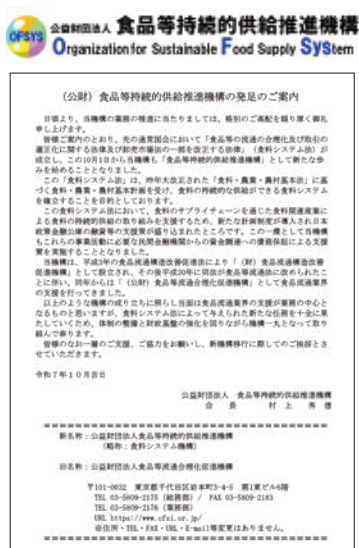 OFSYS 公益財団法人 食品等持続的供給推進機構
Organization for Sustainable Food Supply System
(公財)食品等持続的供給推進機構の発足のご案内
日頃より、当機構の業務の推進に当たりましては、格別のご高配を賜り厚く御礼
申し上げます。
皆様ご案内のとおり、先の通常国会において「食品等の流通の合理化及び取引の
適正化に関する法律及び卸売市場法の一部を改正する法律」(食料システム法)が
成立し、この10月1日から当機構も「食品等持続的供給推進機構」として新たな歩
みを始めることとなりました。
この「食料システム法」は、昨年大改正された「食料・農業・農村基本法」に基
づく食料・農業・農村基本計画を受け、食料の持続的な供給ができる食料システム
を確立することを目的としております。
この食料システム法において、食料のサプライチェーンを通じた食料関連産業に
よる食料の持続的供給の取り組みを支援するため、新たな計画制度が導入され日本
政策金融公庫の融資等の支援策が盛り込まれたところです。この一環として当機構
もこれらの事業活動に必要な民間金融機関からの資金調達への債務保証による支援
策を実施することとなりました。
当機構は、平成3年の食品流通構造改善促進法により「(財)食品流通構造改善
促進機構」として設立され、その後平成30年に同法が食品等流通法に改められたこ
とに伴い、同年からは「(公財)食品等流通合理化促進機構」として食品流通業界
の支援を行ってきました。
以上のような機構の成り立ちに照らし当面は食品流通業界の支援が業務の中心と
なるものと思いますが、食料システム法によって与えられた新たな任務を十全に果
たしていくため、体制の整備と財政基盤の強化を図りながら機構一丸となって取り
組んで参ります。
皆様のなお一層のご支援、ご協力をお願いし、新機構移行に際してのご挨拶とさ
せていただきます。
令和7年10月吉日
公益財団法人 食品等持続的供給推進機構
会 長 村 上 秀 徳
新名称:公益財団法人食品等持続的供給推進機構
(略称:食料システム機構)
旧名称:公益財団法人食品等流通合理化促進機構
〒101-0032 東京都千代田区岩本町3-4-5 第1東ビル6階
TEL 03-5809-2175(総務部)/ FAX 03-5809-2183
TEL 03-5809-2176(業務部)
URL https://www.ofsi.or.jp/
※住所・TEL・FAX・URL・E-mail等変更はありません。